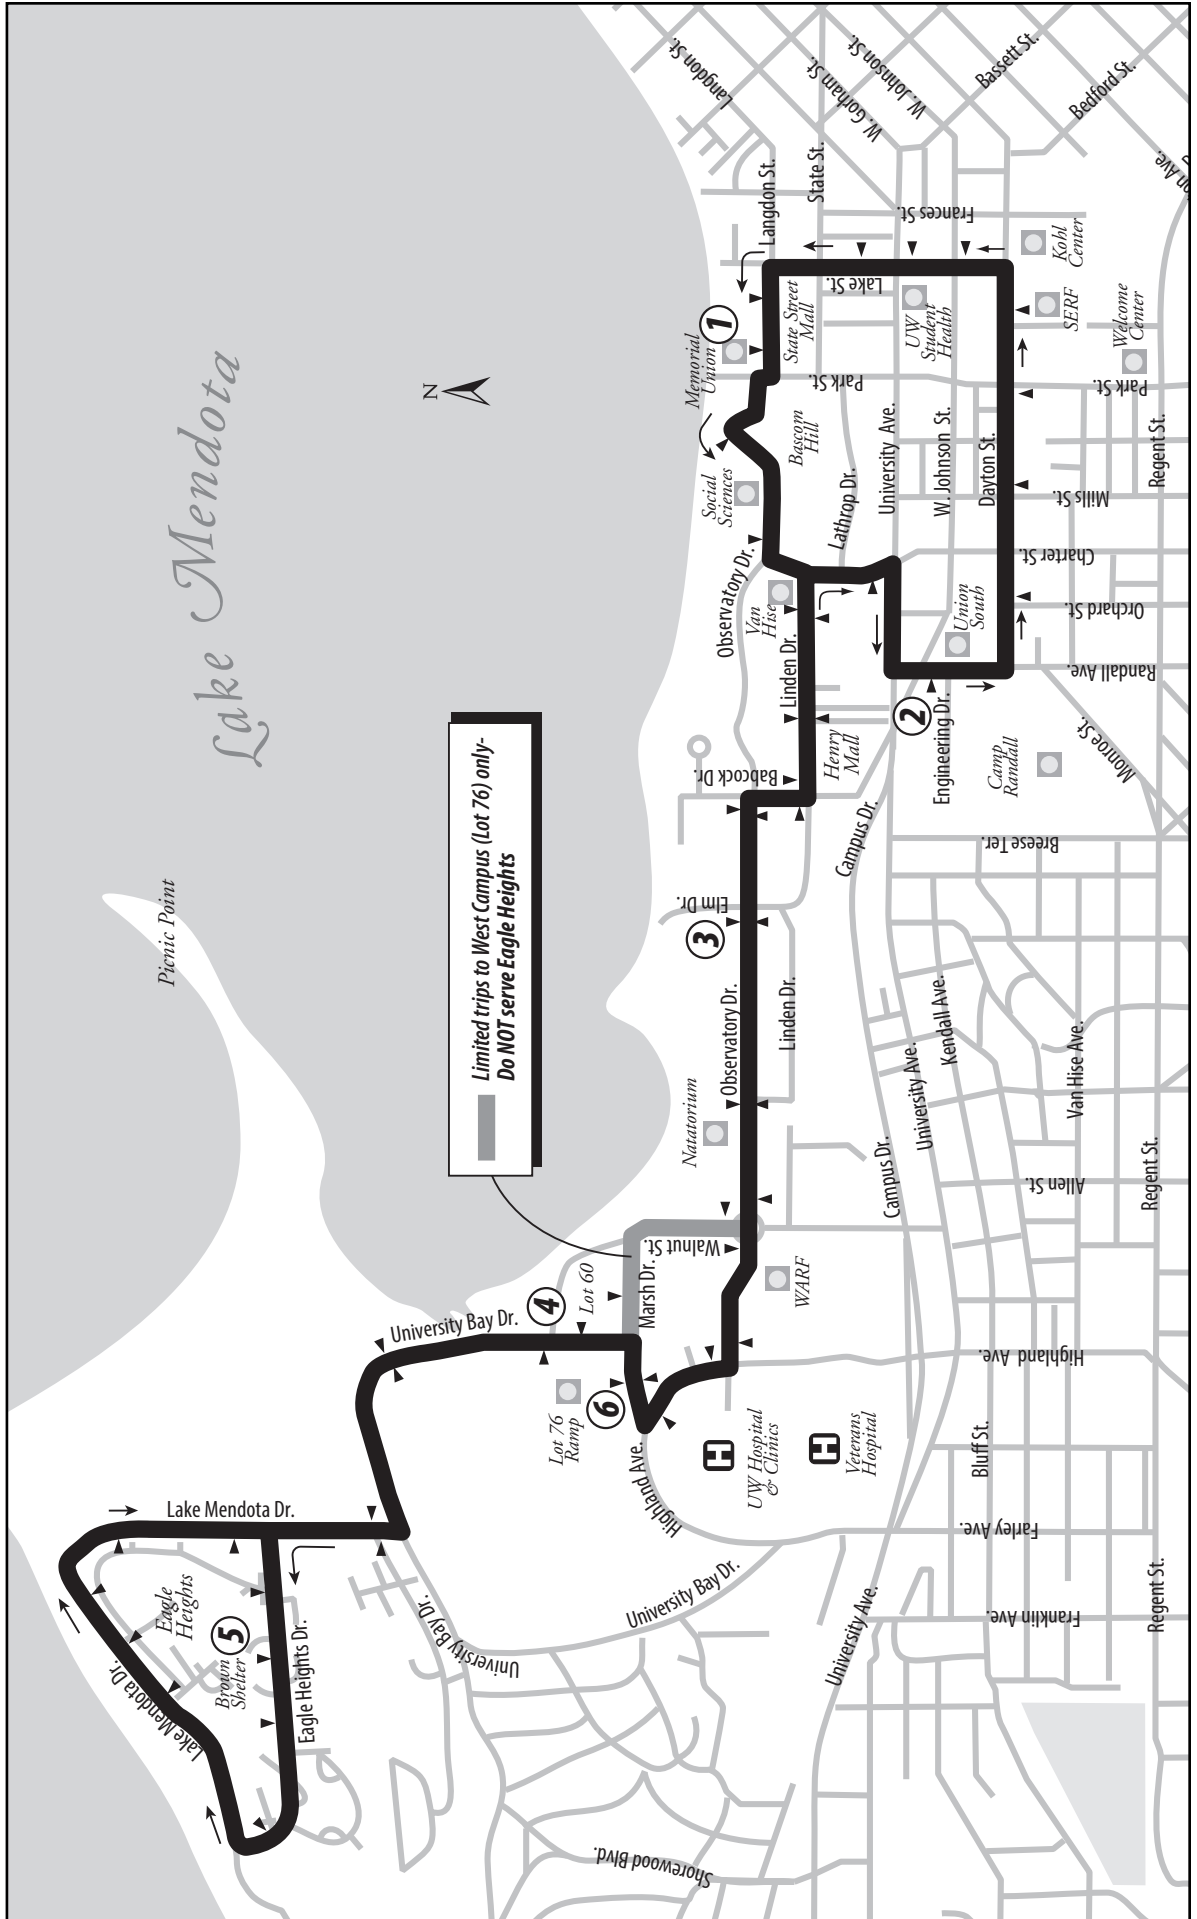 Lake Mendota
Picnic Point
N
Limited trips to West Campus (Lot 76) only-
Do NOT serve Eagle Heights
Lake Mendota Dr.
Lake Mendota Dr.
Eagle
Heights
Brown
Shelter
5
Eagle Heights Dr.
University Bay Dr.
University Bay Dr.
University Bay Dr.
Shorewood Blvd.
Lot 76
Ramp
6
4
Lot 60
Marsh Dr.
Walnut St.
Highland Ave.
UW Hospital
& Clinics
H
Veterans
Hospital
H
WARF
Natatorium
Observatory Dr.
Linden Dr.
3
Elm Dr.
Babcock Dr.
Henry
Mall
Linden Dr.
Van
Hise
Observatory Dr.
Social
Sciences
Memorial
Union
1
Bascom
Hill
State Street
Mall
Langdon St.
Langdon St.
State St.
W. Gorham St.
W. Johnson St.
Bassett St.
Bedford St.
Frances St.
Lake St.
Park St.
Lathrop Dr.
University Ave.
W. Johnson St.
Dayton St.
UW
Student
Health
Kohl
Center
SERF
Welcome
Center
Park St.
Regent St.
Mills St.
Charter St.
Orchard St.
Randall Ave.
Union
South
2
Engineering Dr.
Camp
Randall
Monroe St.
Breese Ter.
Campus Dr.
Campus Dr.
University Ave.
Kendall Ave.
Van Hise Ave.
Allen St.
Regent St.
Highland Ave.
Bluff St.
Farley Ave.
Franklin Ave.
University Ave.
Regent St.